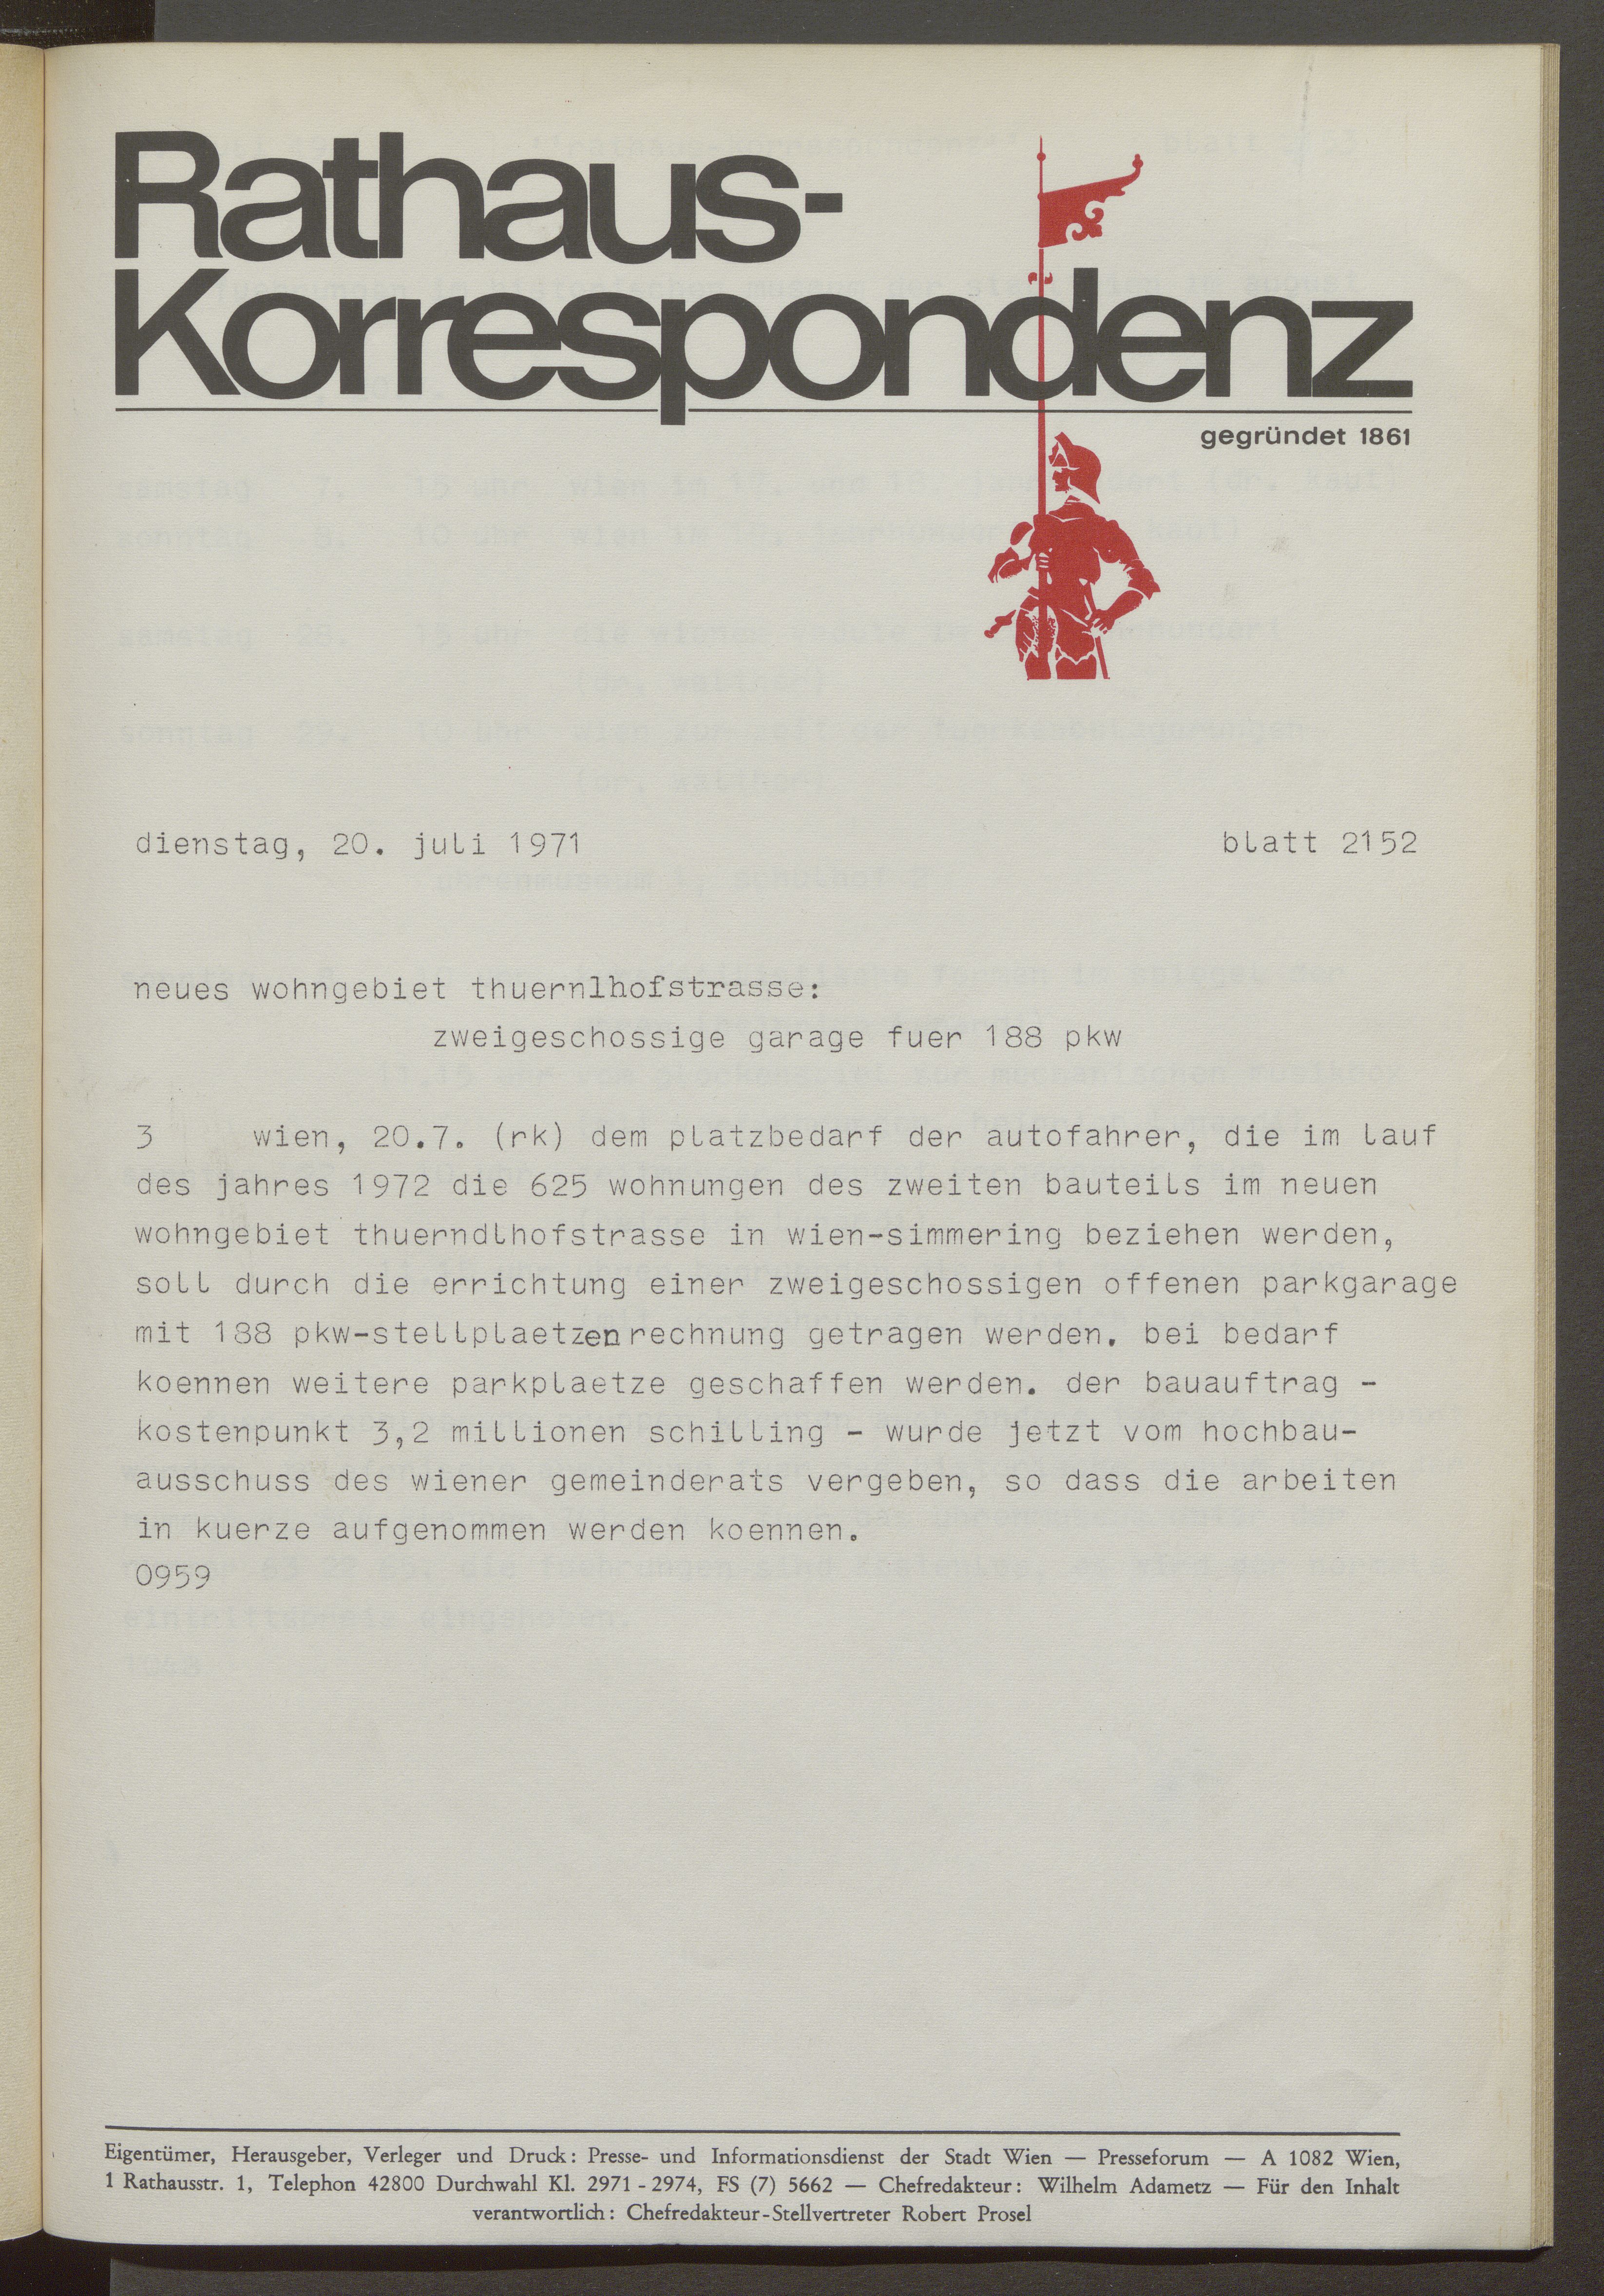 Rathaus-
Korrespondenz
gegründet 1861
dienstag, 20. juli 1971 blatt 2152
neues wohngebiet thuernlhofstrasse:
zweigeschossige garage fuer 188 pkw
3 wien, 20.7. (rk) dem platzbedarf der autofahrer, die im lauf
des jahres 1972 die 625 wohnungen des zweiten bauteils im neuen
wohngebiet thuerndlhofstrasse in wien-simmering beziehen werden,
soll durch die errichtung einer zweigeschossigen offenen parkgarage
mit 188 pkw-stellplaetzen rechnung getragen werden. bei bedarf
koennen weitere parkplaetze geschaffen werden. der bauauftrag -
kostenpunkt 3,2 millionen schilling - wurde jetzt vom hochbau-
ausschuss des wiener gemeinderats vergeben, so dass die arbeiten
in kuerze aufgenommen werden koennen.
0959
Eigentümer, Herausgeber, Verleger und Druck: Presse- und Informationsdienst der Stadt Wien — Presseforum — A 1082 Wien,
1 Rathausstr. 1, Telephon 42800 Durchwahl Kl. 2971 - 2974, FS (7) 5662 — Chefredakteur: Wilhelm Adametz — Für den Inhalt
verantwortlich: Chefredakteur-Stellvertreter Robert Prosel